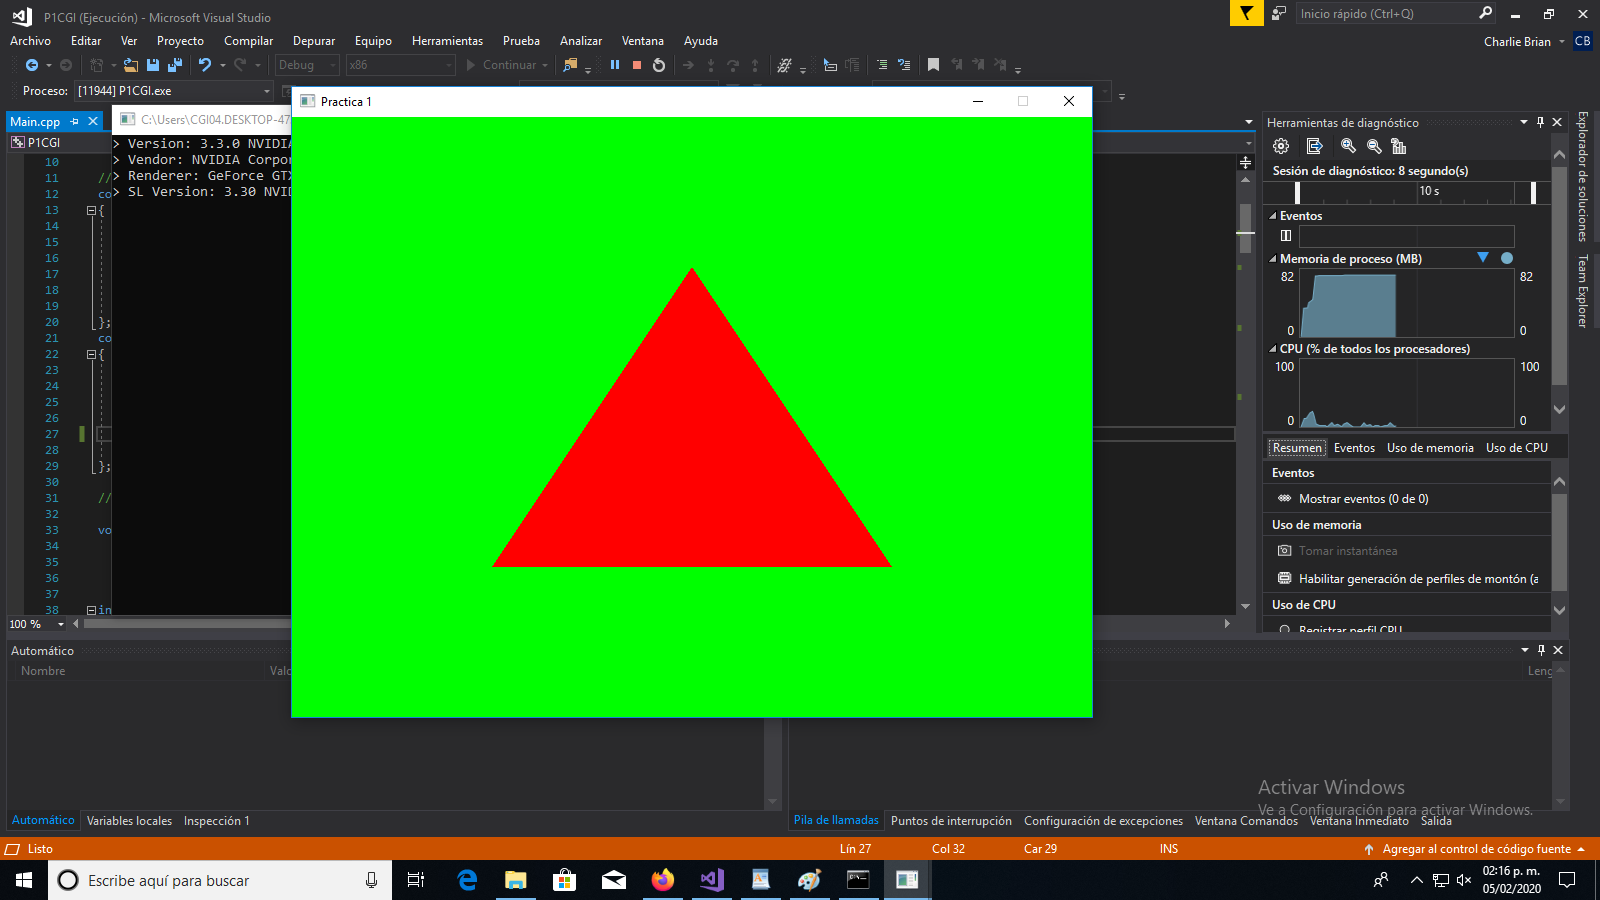 P1CGI (Ejecución) - Microsoft Visual Studio
Inicio rápido (Ctrl+Q)
Archivo Editar Ver Proyecto Compilar Depurar Equipo Herramientas Prueba Analizar Ventana Ayuda
Charlie Brian CB
Debug x86 Continuar
Proceso: [11944] P1CGI.exe
Practica 1
Main.cpp
C:\Users\CGI04.DESKTOP-47
P1CGI
> Version: 3.3.0 NVIDIA
> Vendor: NVIDIA Corpor
> Renderer: GeForce GTX
> SL Version: 3.30 NVID
10
11 //
12 co
13 {
14
15
16
17
18
19
20 };
21 co
22 {
23
24
25
26
27
28
29 };
30
31 //
32
33 vo
34
35
36
37
38 in
100 %
Herramientas de diagnóstico
Sesión de diagnóstico: 8 segundo(s)
10 s
Eventos
Memoria de proceso (MB)
82 82
0 0
CPU (% de todos los procesadores)
100 100
0 0
Resumen Eventos Uso de memoria Uso de CPU
Eventos
Mostrar eventos (0 de 0)
Uso de memoria
Tomar instantánea
Habilitar generación de perfiles de montón (a
Uso de CPU
Registrar perfil CPU
Explorador de soluciones
Team Explorer
Automático
Nombre Valo
Leng
Activar Windows
Ve a Configuración para activar Windows.
Automático Variables locales Inspección 1
Pila de llamadas Puntos de interrupción Configuración de excepciones Ventana Comandos Ventana Inmediato Salida
Listo Lín 27 Col 32 Car 29 INS Agregar al control de código fuente
Escribe aquí para buscar
02:16 p. m.
05/02/2020